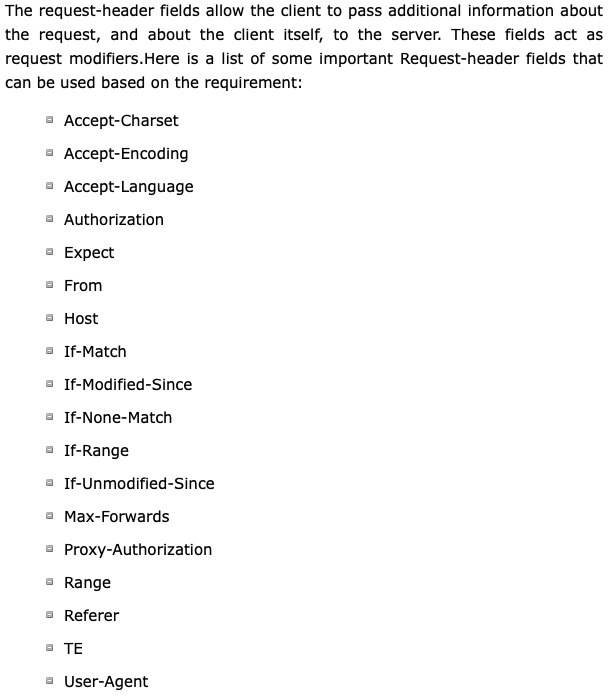 The request-header fields allow the client to pass additional information about
the request, and about the client itself, to the server. These fields act as
request modifiers.Here is a list of some important Request-header fields that
can be used based on the requirement:
Accept-Charset
Accept-Encoding
Accept-Language
Authorization
Expect
From
Host
If-Match
If-Modified-Since
If-None-Match
If-Range
If-Unmodified-Since
Max-Forwards
Proxy-Authorization
Range
Referer
TE
User-Agent